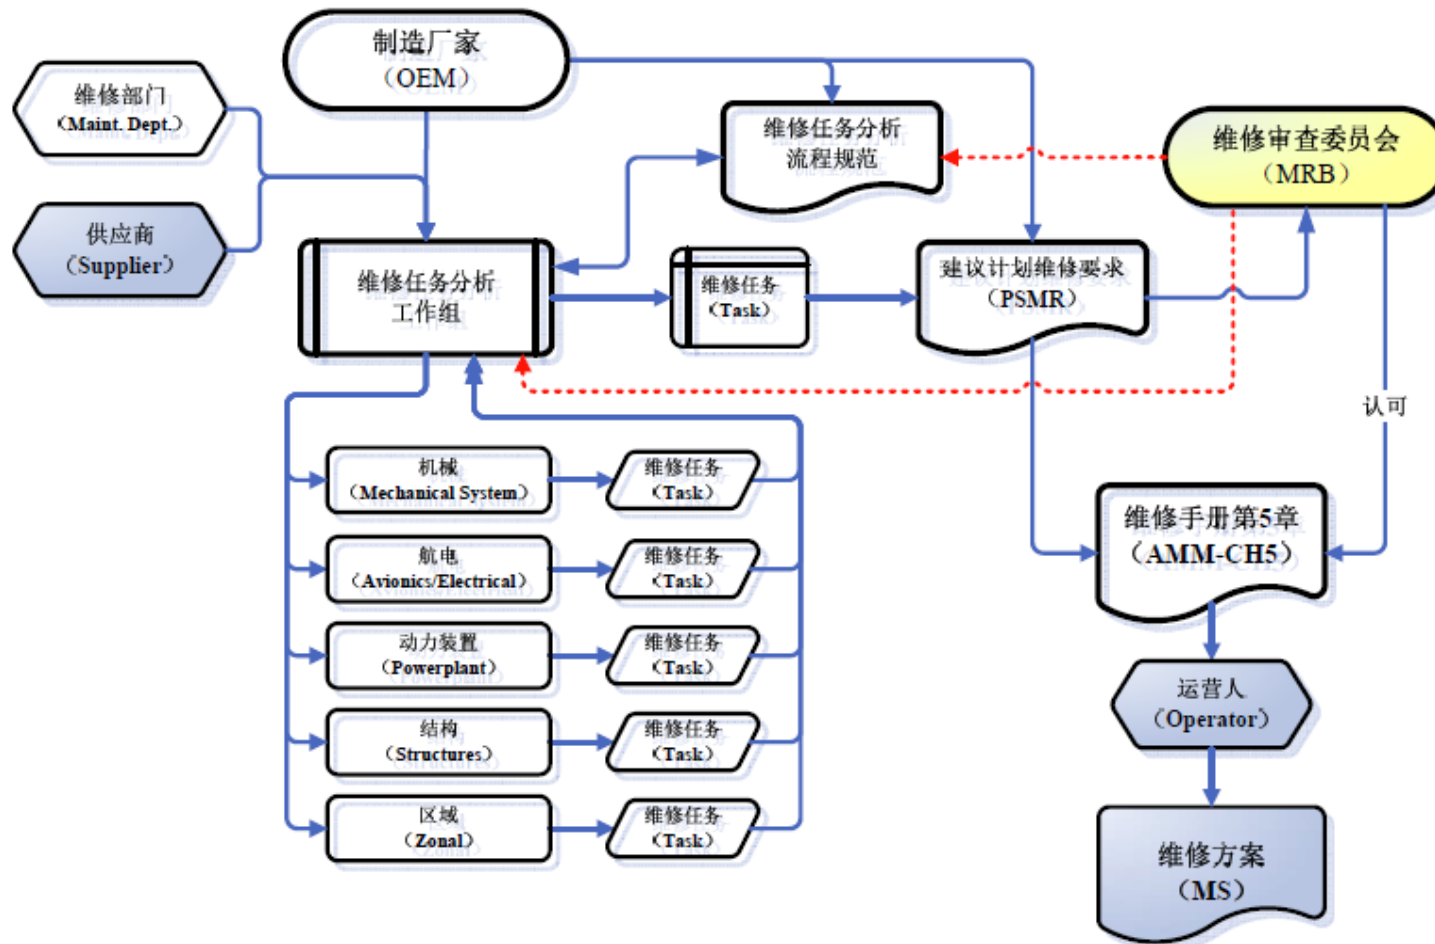 制造厂家
（OEM）
维修部门
（Maint. Dept.）
维修任务分析
流程规范
维修审查委员会
（MRB）
供应商
（Supplier）
维修任务分析
工作组
维修任务
（Task）
建议计划维修要求
（PSMR）
认可
机械
（Mechanical System）
维修任务
（Task）
航电
（Avionics/Electrical）
维修任务
（Task）
动力装置
（Powerplant）
维修任务
（Task）
结构
（Structures）
维修任务
（Task）
区域
（Zonal）
维修任务
（Task）
维修手册第5章
（AMM-CH5）
运营人
（Operator）
维修方案
（MS）